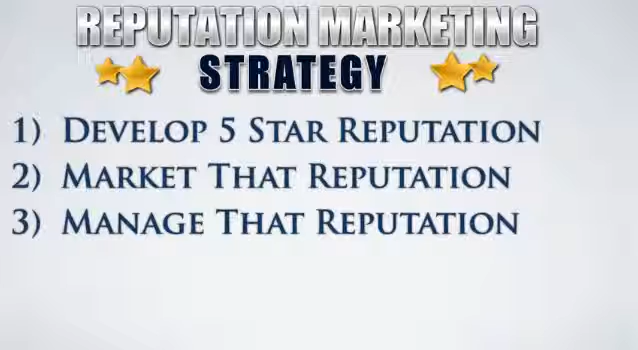 REPUTATION MARKETING
STRATEGY
1) DEVELOP 5 STAR REPUTATION
2) MARKET THAT REPUTATION
3) MANAGE THAT REPUTATION